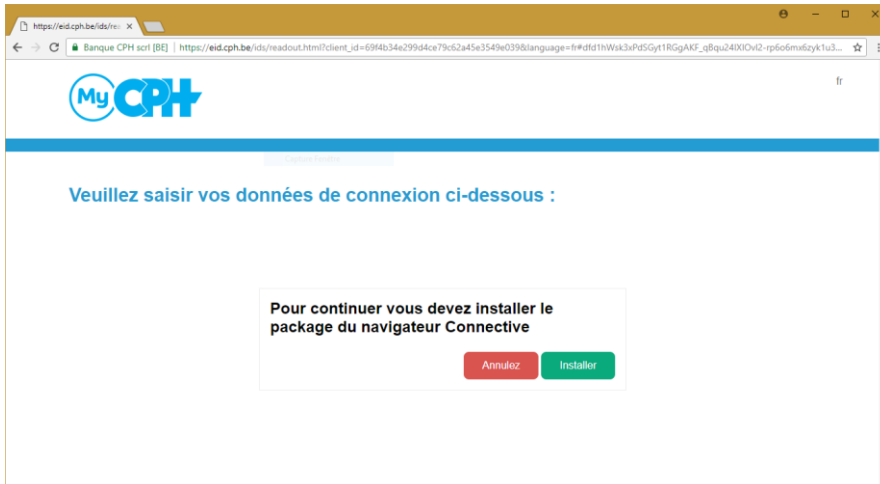 https://eid.cph.be/ids/rea
Banque CPH scrl [BE] | https://eid.cph.be/ids/readout.html?client_id=69f4b34e299d4ce79c62a45e3549e039&language=fr#dfd1hWsk3xPdSGyt1RGgAKF_qBqu24lXIOvI2-rp6o6mx6zyk1u3...
My CPH
fr
Veuillez saisir vos données de connexion ci-dessous :
Pour continuer vous devez installer le
package du navigateur Connective
Annulez Installer